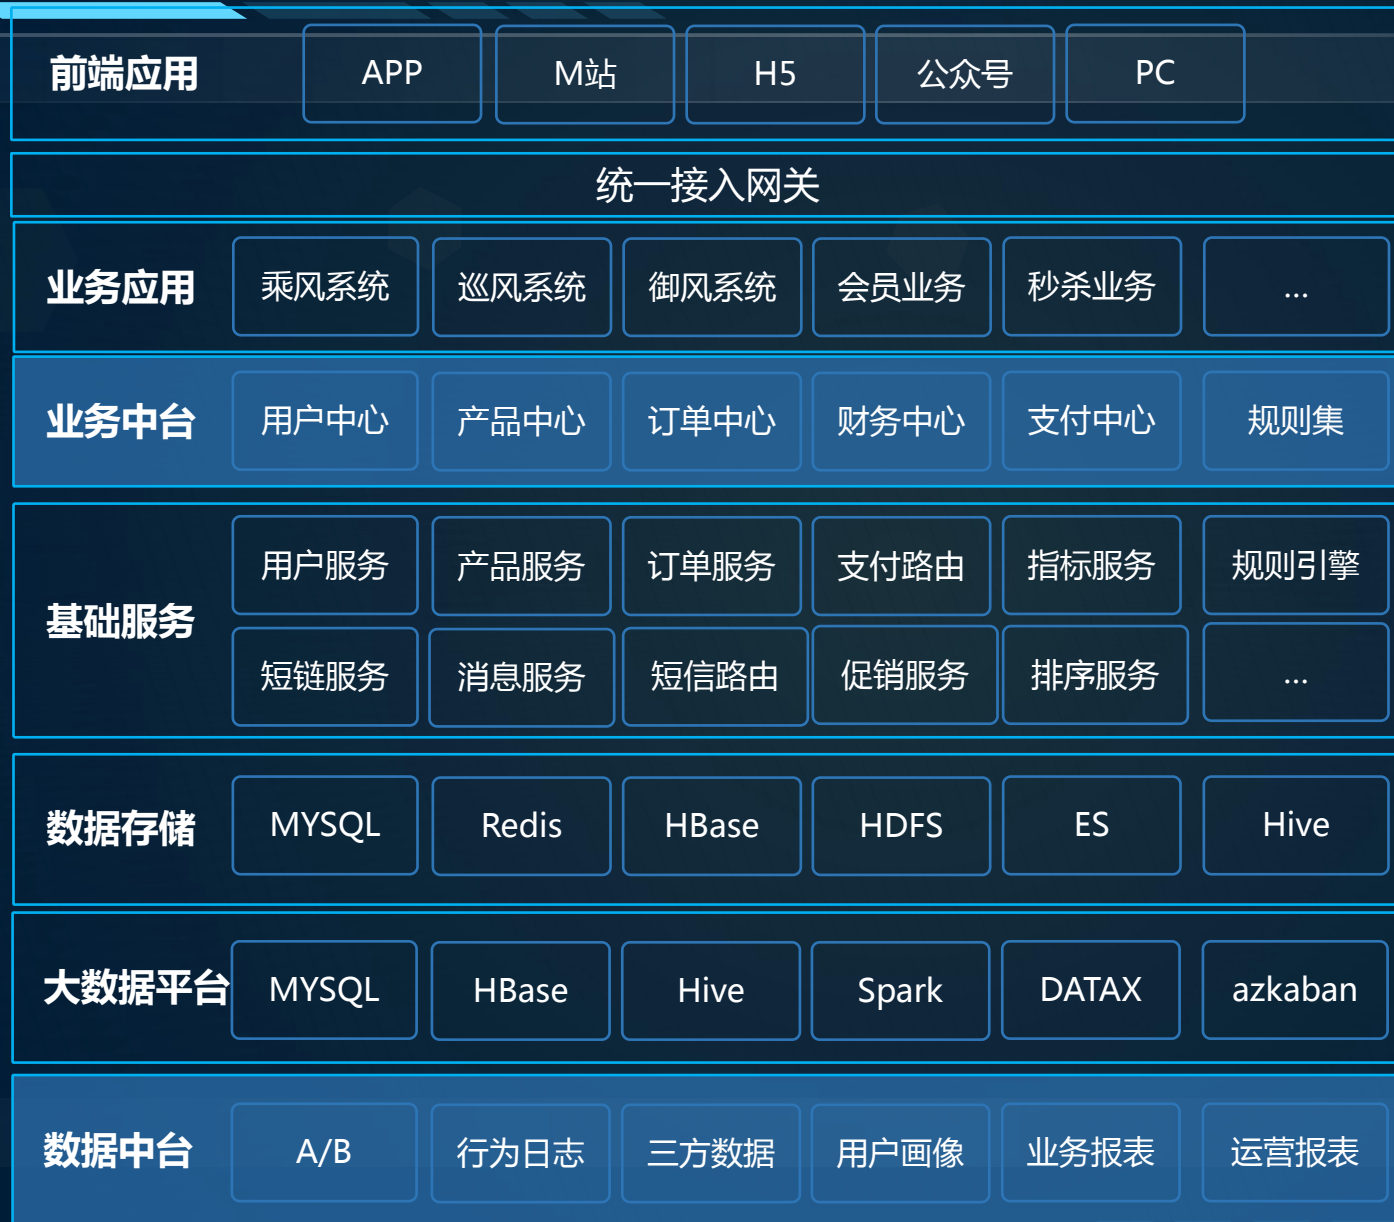 前端应用
APP
M站
H5
公众号
PC
统一接入网关
业务应用
乘风系统
巡风系统
御风系统
会员业务
秒杀业务
...
业务中台
用户中心
产品中心
订单中心
财务中心
支付中心
规则集
基础服务
用户服务
产品服务
订单服务
支付路由
指标服务
规则引擎
短链服务
消息服务
短信路由
促销服务
排序服务
...
数据存储
MYSQL
Redis
HBase
HDFS
ES
Hive
大数据平台
MYSQL
HBase
Hive
Spark
DATAX
azkaban
数据中台
A/B
行为日志
三方数据
用户画像
业务报表
运营报表